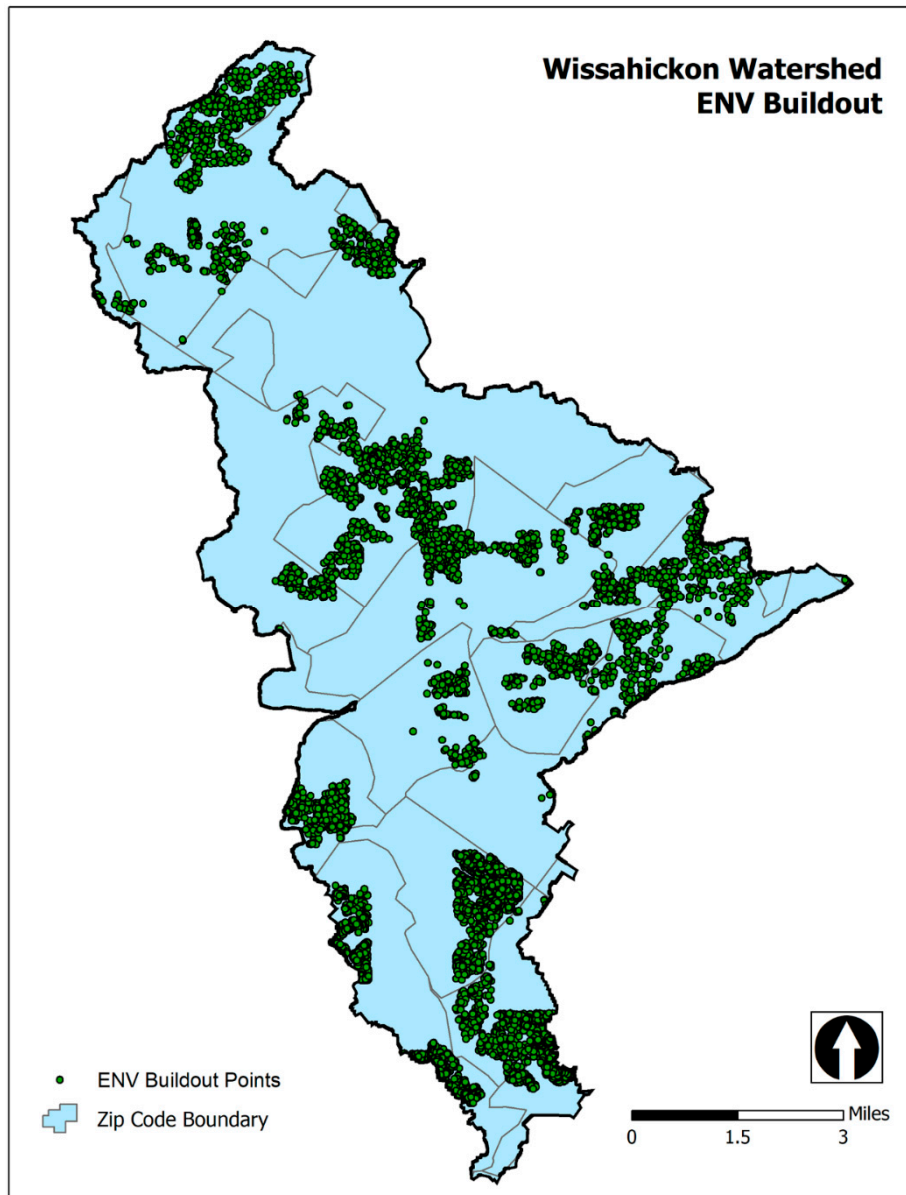 Wissahickon Watershed
ENV Buildout
ENV Buildout Points
Zip Code Boundary
Miles
0 1.5 3